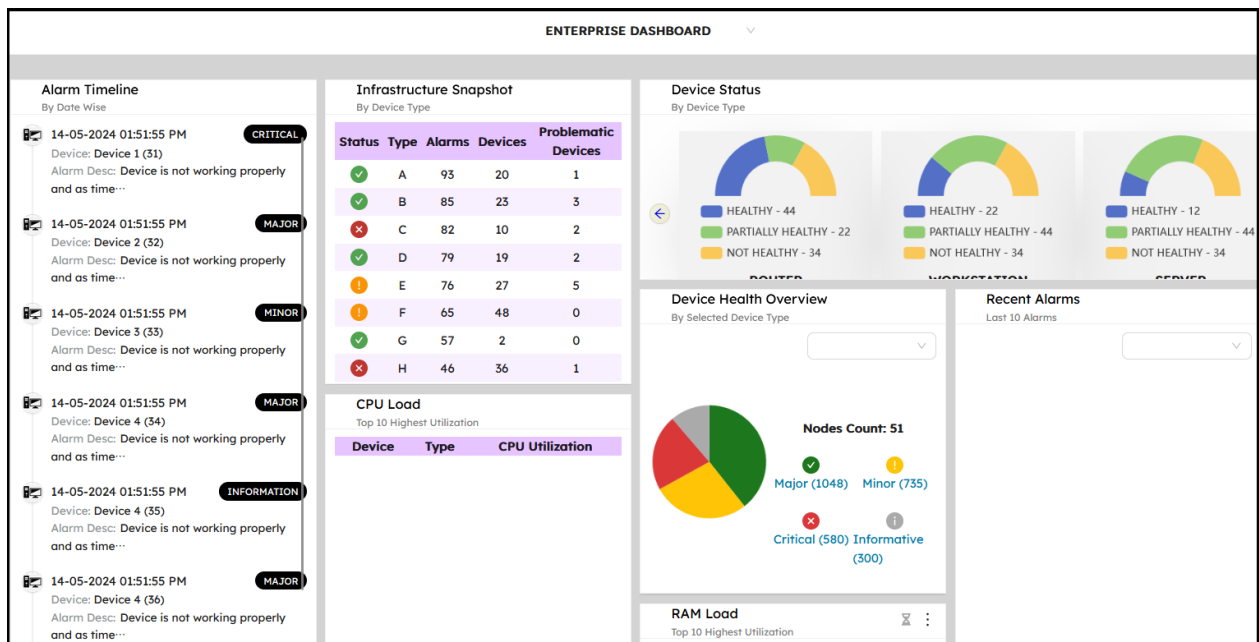 ENTERPRISE DASHBOARD
Alarm Timeline
By Date Wise
14-05-2024 01:51:55 PM CRITICAL
Device: Device 1 (31)
Alarm Desc: Device is not working properly
and as time···
14-05-2024 01:51:55 PM MAJOR
Device: Device 2 (32)
Alarm Desc: Device is not working properly
and as time···
14-05-2024 01:51:55 PM MINOR
Device: Device 3 (33)
Alarm Desc: Device is not working properly
and as time···
14-05-2024 01:51:55 PM MAJOR
Device: Device 4 (34)
Alarm Desc: Device is not working properly
and as time···
14-05-2024 01:51:55 PM INFORMATION
Device: Device 4 (35)
Alarm Desc: Device is not working properly
and as time···
14-05-2024 01:51:55 PM MAJOR
Device: Device 4 (36)
Alarm Desc: Device is not working properly
and as time···
Infrastructure Snapshot
By Device Type
Status Type Alarms Devices Problematic Devices
A 93 20 1
B 85 23 3
C 82 10 2
D 79 19 2
E 76 27 5
F 65 48 0
G 57 2 0
H 46 36 1
CPU Load
Top 10 Highest Utilization
Device Type CPU Utilization
Device Status
By Device Type
HEALTHY - 44
PARTIALLY HEALTHY - 22
NOT HEALTHY - 34
ROUTER
HEALTHY - 22
PARTIALLY HEALTHY - 44
NOT HEALTHY - 34
WORKSTATION
HEALTHY - 12
PARTIALLY HEALTHY - 44
NOT HEALTHY - 34
SERVER
Device Health Overview
By Selected Device Type
Nodes Count: 51
Major (1048) Minor (735)
Critical (580) Informative
(300)
Recent Alarms
Last 10 Alarms
RAM Load
Top 10 Highest Utilization